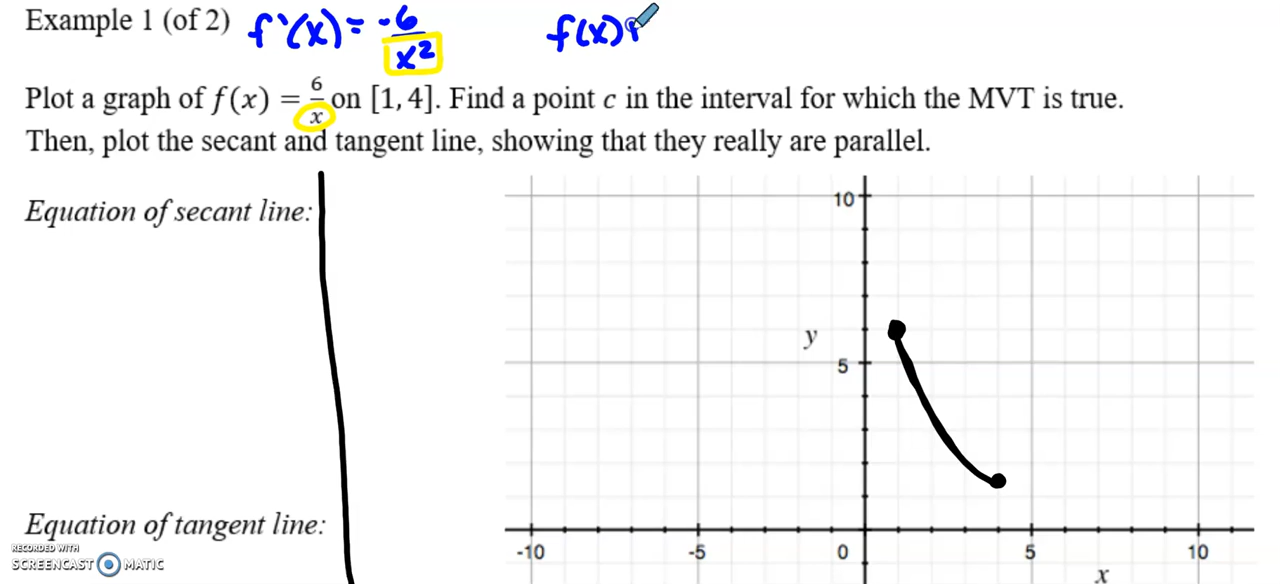 Example 1 (of 2) f'(x) = -6/x²
f(x)
Plot a graph of f(x) = 6/x on [1, 4]. Find a point c in the interval for which the MVT is true.
Then, plot the secant and tangent line, showing that they really are parallel.
Equation of secant line:
10
y
5
Equation of tangent line:
-10 -5 0 5 10
x
RECORDED WITH
SCREENCAST MATIC